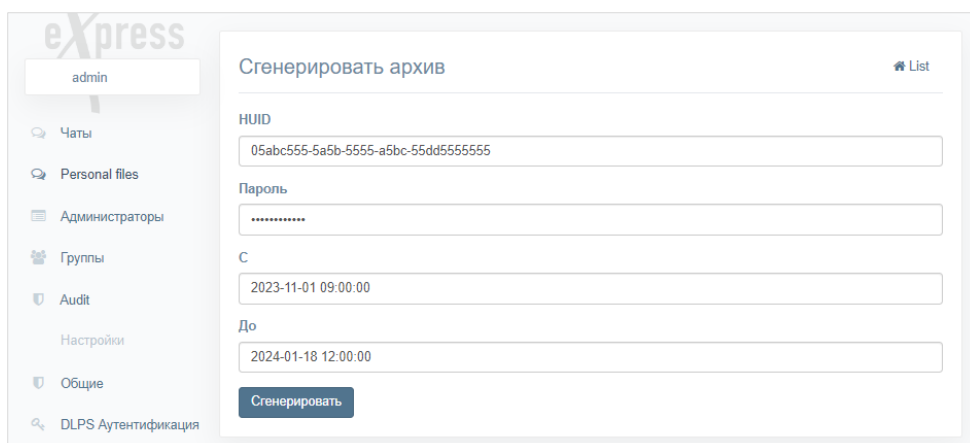 eXpress
admin
Чаты
Personal files
Администраторы
Группы
Audit
Настройки
Общие
DLPS Аутентификация
Сгенерировать архив
List
HUID
05abc555-5a5b-5555-a5bc-55dd5555555
Пароль
••••••••••••
С
2023-11-01 09:00:00
До
2024-01-18 12:00:00
Сгенерировать